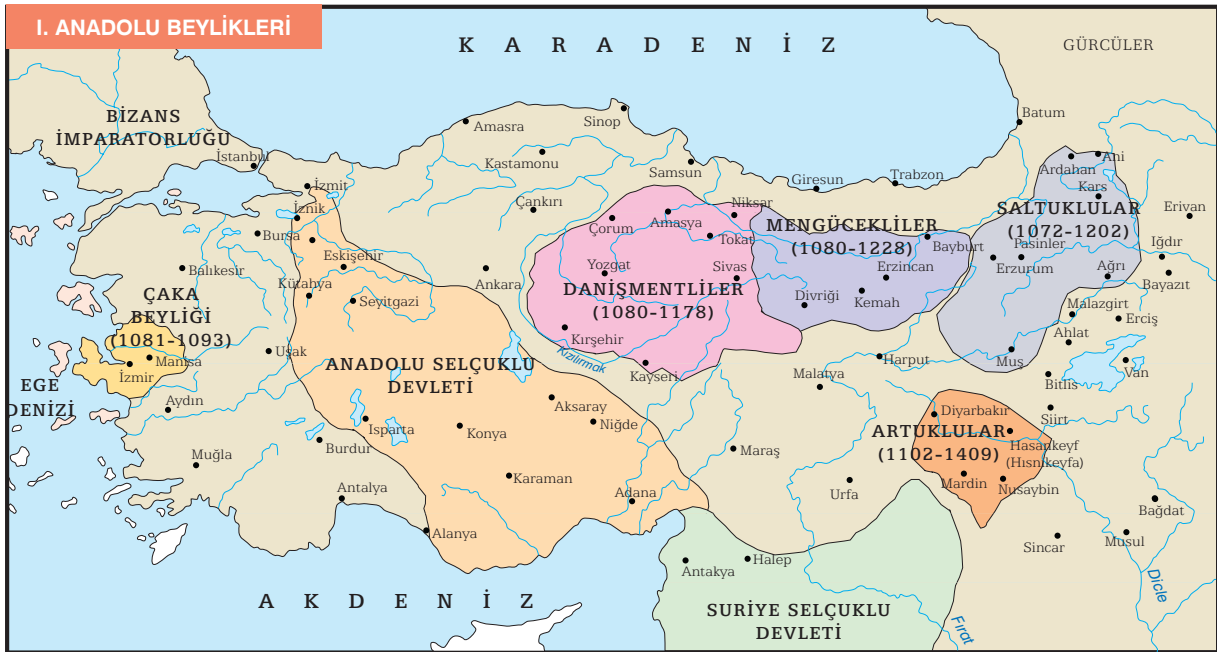 I. ANADOLU BEYLİKLERİ
K A R A D E N İ Z
GÜRCÜLER
BİZANS
İMPARATORLUĞU
İstanbul
İzmit
İznik
Bursa
Eskişehir
Balıkesir
Kütahya
Seyitgazi
Amasra
Kastamonu
Sinop
Çankırı
Ankara
Samsun
Giresun
Trabzon
Batum
Ardahan
Ani
Kars
Erivan
Iğdır
Bayazıt
SALTUKLULAR
(1072-1202)
Pasinler
Erzurum
Ağrı
Malazgirt
Erciş
Ahlat
Muş
Bitlis
Van
Siirt
MENGÜCEKLİLER
(1080-1228)
Bayburt
Erzincan
Kemah
Divriği
Niksar
Amasya
Çorum
Tokat
Sivas
Yozgat
DANİŞMENTLİLER
(1080-1178)
Kırşehir
Kızılırmak
Kayseri
ÇAKA
BEYLİĞİ
(1081-1093)
Manisa
İzmir
Uşak
EGE
DENİZİ
Aydın
Muğla
Burdur
Antalya
Alanya
ANADOLU SELÇUKLU
DEVLETİ
Aksaray
Niğde
Isparta
Konya
Karaman
Adana
Harput
Malatya
Maraş
Urfa
ARTUKLULAR
(1102-1409)
Diyarbakır
Hasankeyf
(Hısnıkeyfa)
Mardin
Nusaybin
Sincar
Musul
Bağdat
Dicle
Fırat
Antakya
Halep
SURİYE SELÇUKLU
DEVLETİ
A K D E N İ Z